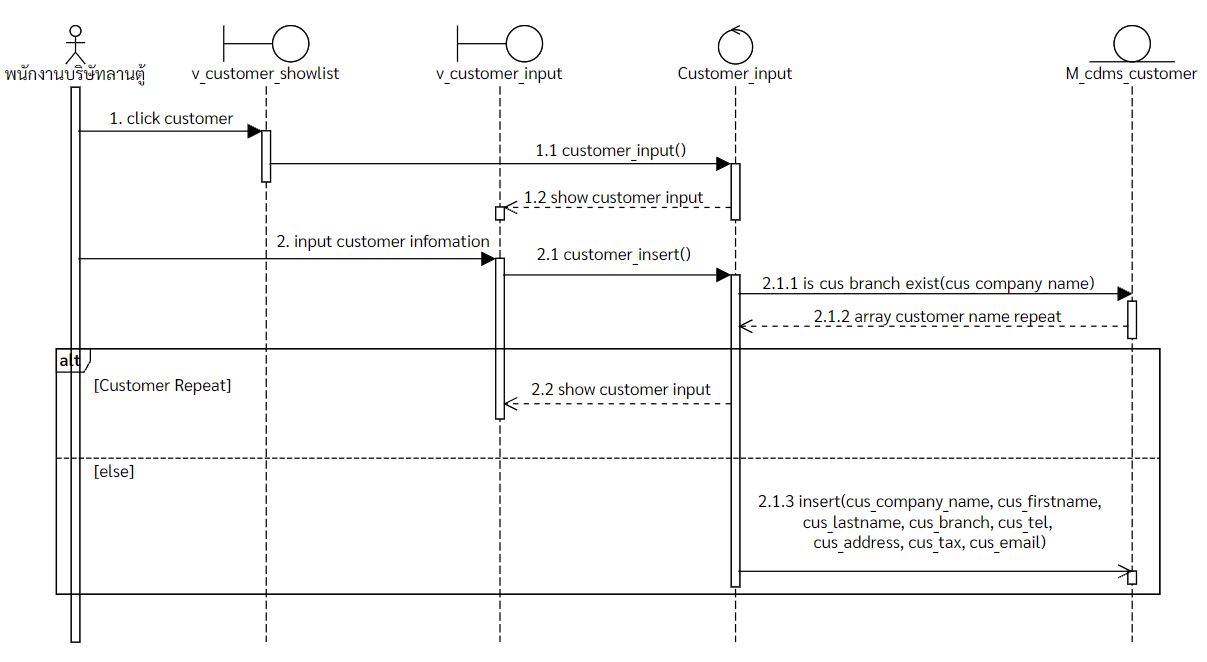 พนักงานบริษัทลานตู้
v_customer_showlist
v_customer_input
Customer_input
M_cdms_customer
1. click customer
1.1 customer_input()
1.2 show customer input
2. input customer infomation
2.1 customer_insert()
2.1.1 is cus branch exist(cus company name)
2.1.2 array customer name repeat
alt
[Customer Repeat]
2.2 show customer input
[else]
2.1.3 insert(cus_company_name, cus_firstname,
cus_lastname, cus_branch, cus_tel,
cus_address, cus_tax, cus_email)